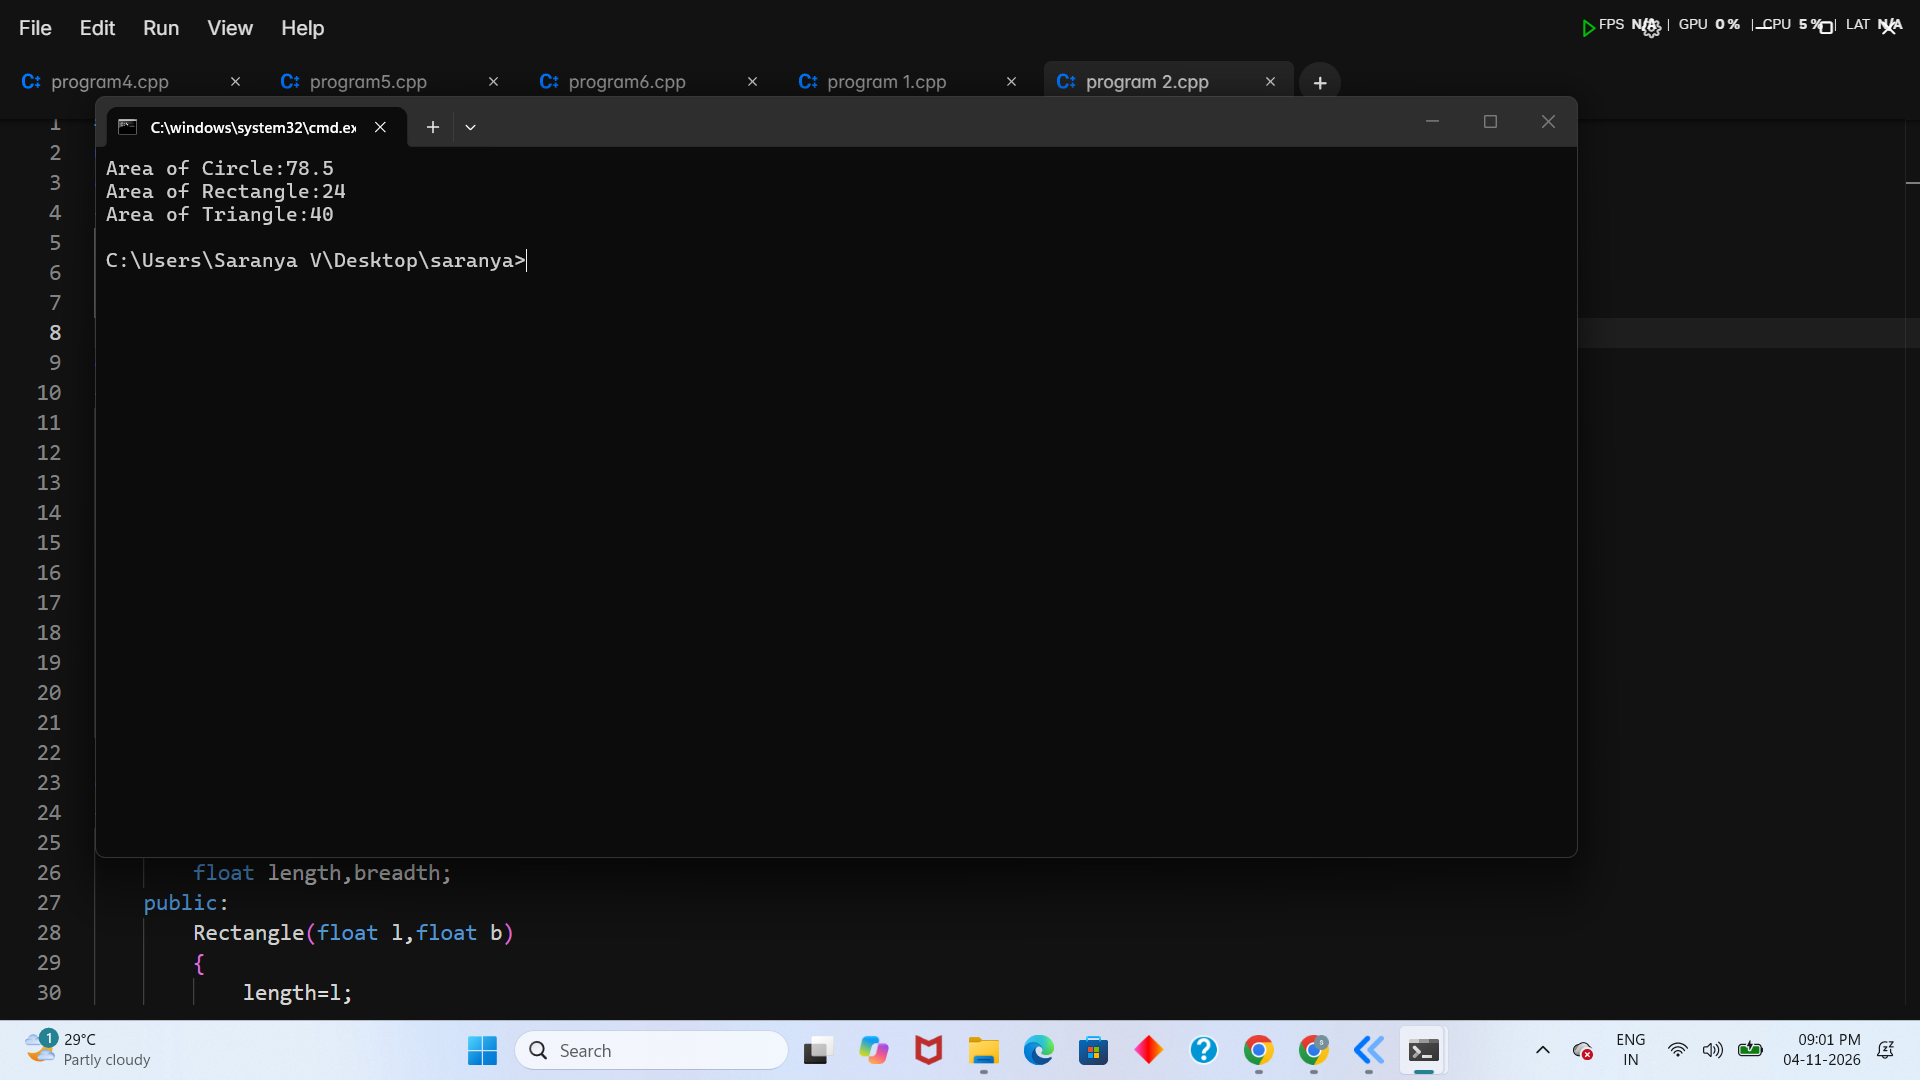 File Edit Run View Help
FPS N/A | GPU 0 % | CPU 5 % | LAT N/A
program4.cpp program5.cpp program6.cpp program 1.cpp program 2.cpp
C:\windows\system32\cmd.ex
Area of Circle:78.5
Area of Rectangle:24
Area of Triangle:40
C:\Users\Saranya V\Desktop\saranya>
1
2
3
4
5
6
7
8
9
10
11
12
13
14
15
16
17
18
19
20
21
22
23
24
25
26 float length,breadth;
27 public:
28 Rectangle(float l,float b)
29 {
30 length=l;
1 29°C
Partly cloudy
Search
ENG
IN
09:01 PM
04-11-2026